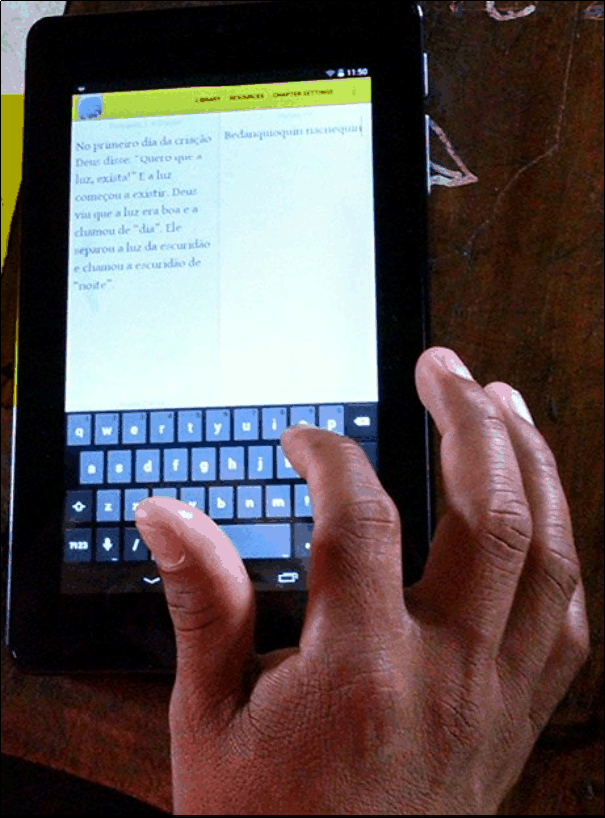 11:50
LIBRARY RESOURCES CHAPTER SETTINGS
No primeiro dia da criação
Deus disse: “Quero que a
luz, exista!” E a luz
começou a existir. Deus
viu que a luz era boa e a
chamou de “dia”. Ele
separou a luz da escuridão
e chamou a escuridão de
“noite”.
Bedanquioquin nacnequin
q w e r t y u i p
a s d f g h j
z b n m
?123 /